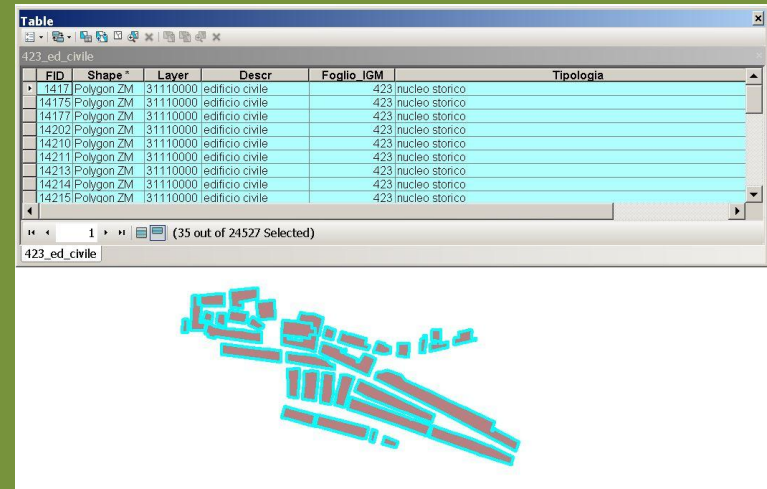 Table
423_ed_civile
FID Shape * Layer Descr Foglio_IGM Tipologia
1417 Polygon ZM 31110000 edificio civile 423 nucleo storico
14175 Polygon ZM 31110000 edificio civile 423 nucleo storico
14177 Polygon ZM 31110000 edificio civile 423 nucleo storico
14202 Polygon ZM 31110000 edificio civile 423 nucleo storico
14210 Polygon ZM 31110000 edificio civile 423 nucleo storico
14211 Polygon ZM 31110000 edificio civile 423 nucleo storico
14213 Polygon ZM 31110000 edificio civile 423 nucleo storico
14214 Polygon ZM 31110000 edificio civile 423 nucleo storico
14215 Polygon ZM 31110000 edificio civile 423 nucleo storico
1 (35 out of 24527 Selected)
423_ed_civile